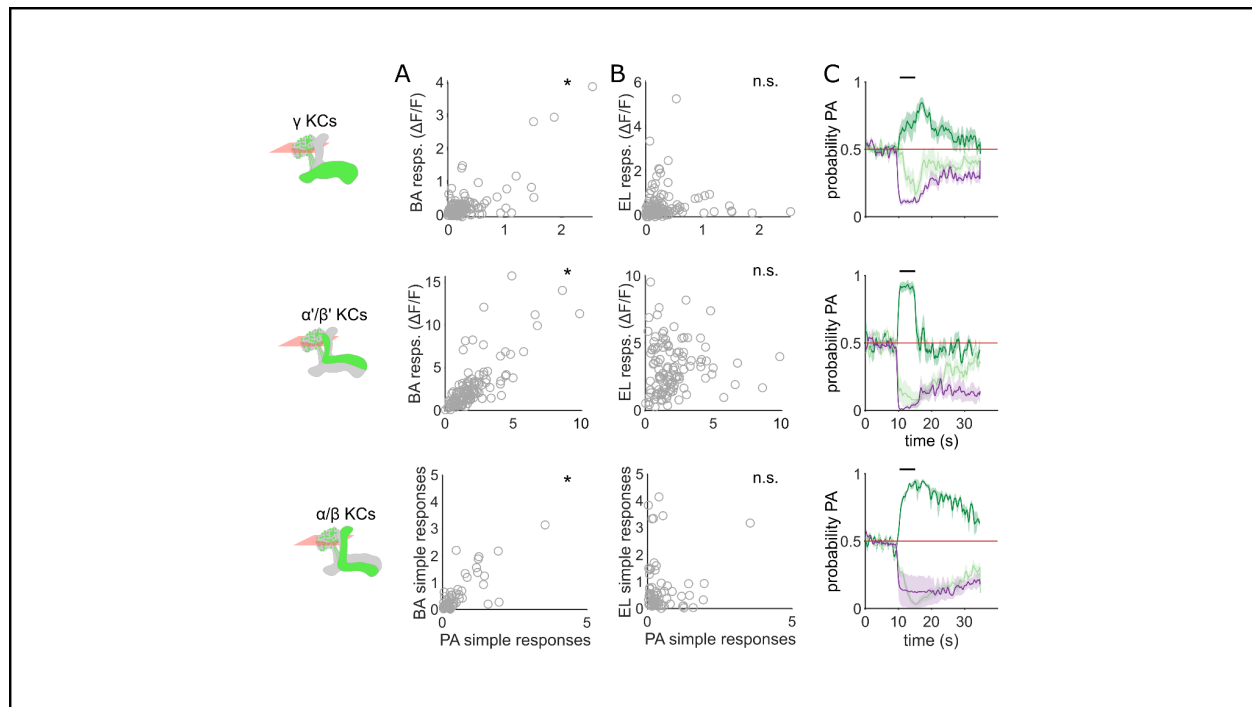 A
B
C
γ KCs
BA resps. (ΔF/F)
4
3
2
1
0
*
0
1
2
EL resps. (ΔF/F)
6
4
2
0
n.s.
0
1
2
probability PA
1
0.5
0
α'/β' KCs
BA resps. (ΔF/F)
15
10
5
0
*
0
5
10
EL resps. (ΔF/F)
10
5
0
n.s.
0
5
10
probability PA
1
0.5
0
0
10
20
30
time (s)
α/β KCs
BA simple responses
5
4
3
2
1
0
*
0
5
PA simple responses
EL simple responses
5
4
3
2
1
0
n.s.
0
5
PA simple responses
probability PA
1
0.5
0
0
10
20
30
time (s)